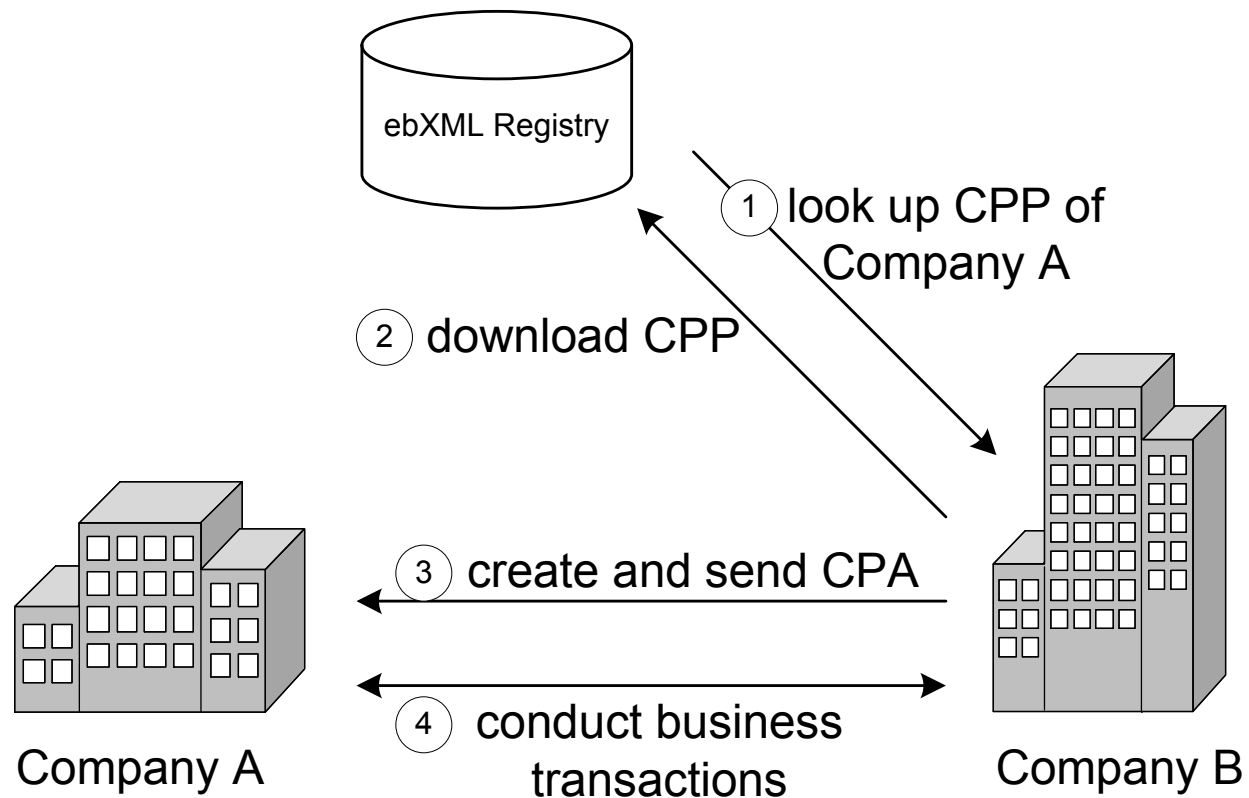 ebXML Registry
1 look up CPP of
Company A
2 download CPP
3 create and send CPA
4 conduct business
transactions
Company A
Company B